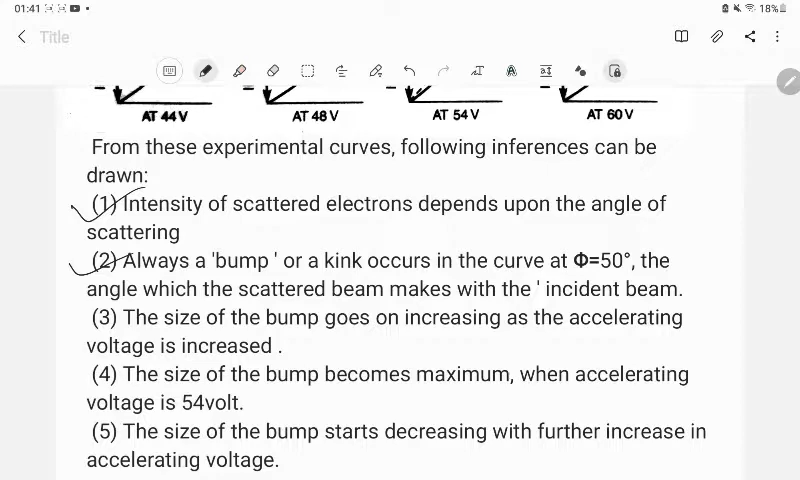 01:41
18%
Title
AT 44 V
AT 48 V
AT 54 V
AT 60 V
From these experimental curves, following inferences can be
drawn:
(1) Intensity of scattered electrons depends upon the angle of
scattering
(2) Always a 'bump ' or a kink occurs in the curve at Φ=50°, the
angle which the scattered beam makes with the ' incident beam.
(3) The size of the bump goes on increasing as the accelerating
voltage is increased .
(4) The size of the bump becomes maximum, when accelerating
voltage is 54volt.
(5) The size of the bump starts decreasing with further increase in
accelerating voltage.